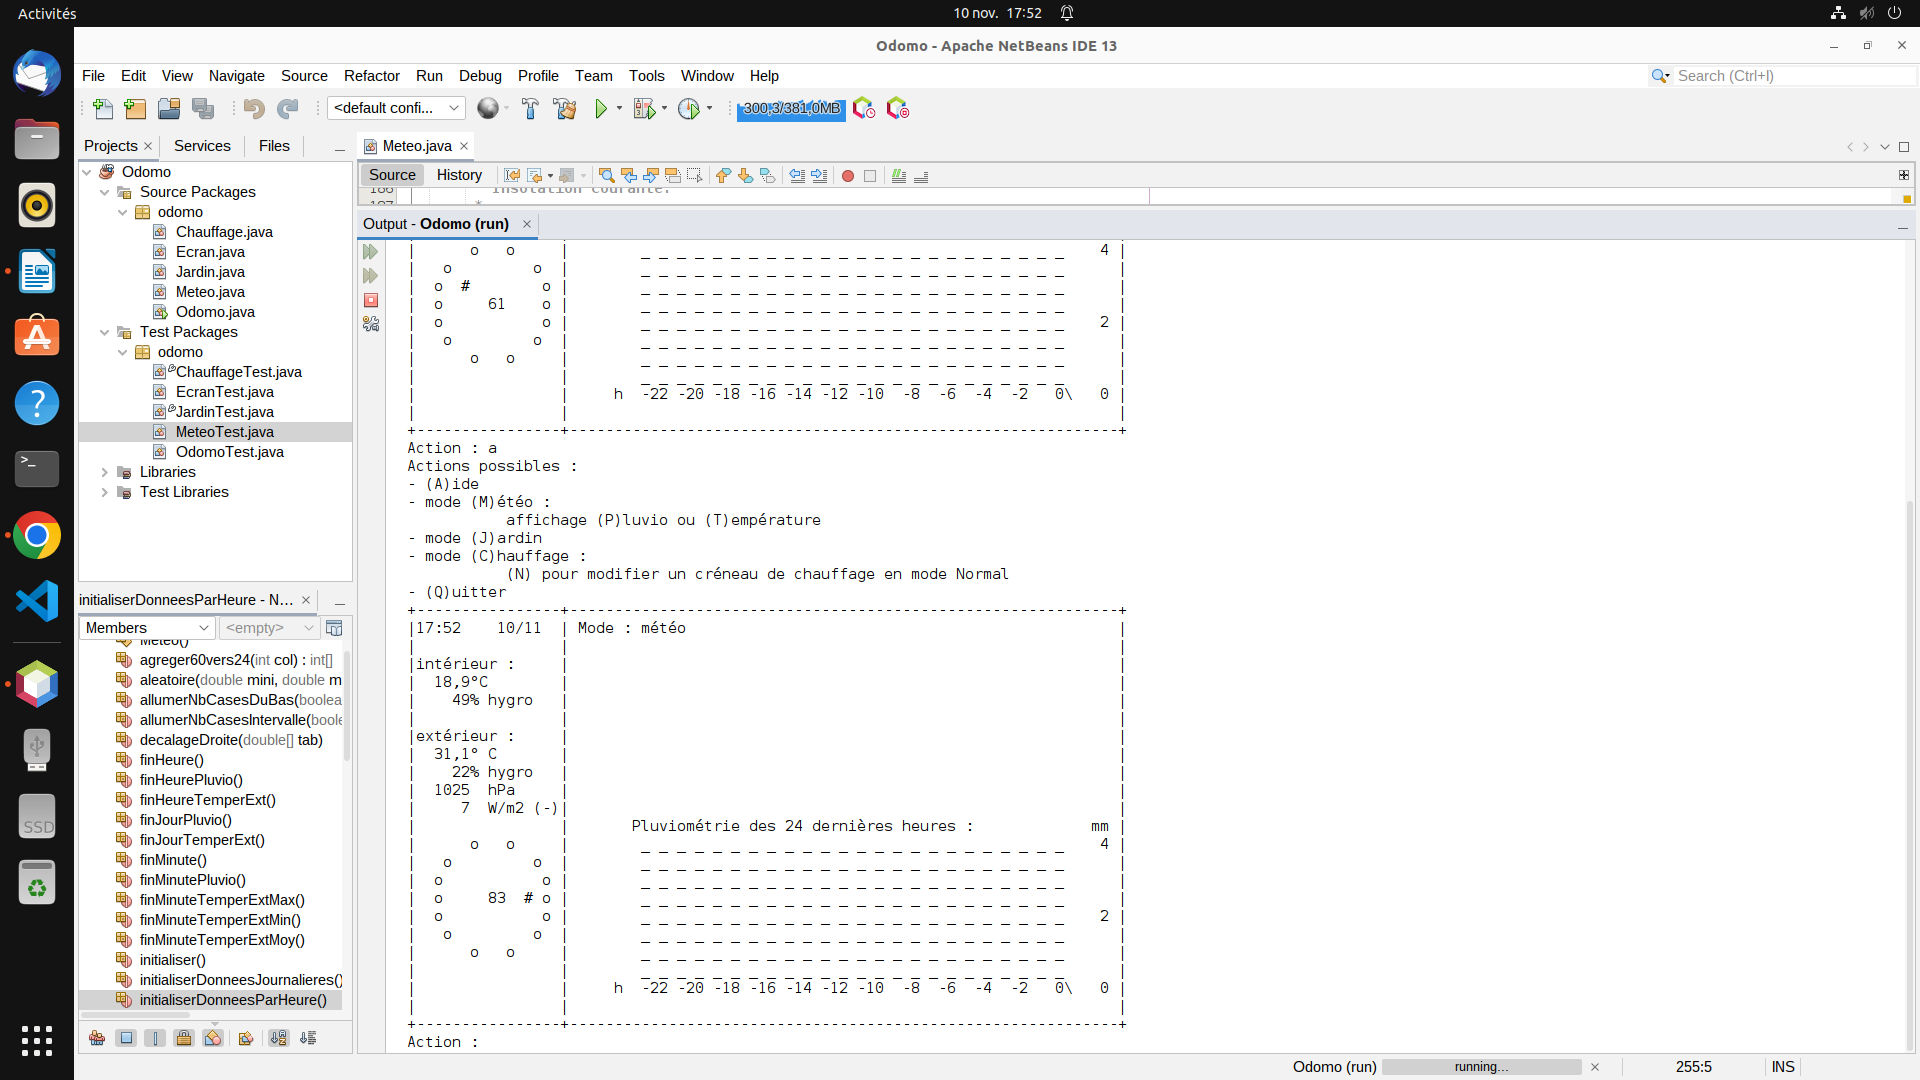 Activités
10 nov. 17:52
Odomo - Apache NetBeans IDE 13
File Edit View Navigate Source Refactor Run Debug Profile Team Tools Window Help
Search (Ctrl+I)
<default confi...
300,3/381,0MB
Projects Services Files
Meteo.java
Source History
Odomo
Source Packages
odomo
Chauffage.java
Ecran.java
Jardin.java
Meteo.java
Odomo.java
Test Packages
odomo
ChauffageTest.java
EcranTest.java
JardinTest.java
MeteoTest.java
OdomoTest.java
Libraries
Test Libraries
initialiserDonneesParHeure - N...
Members <empty>
Meteo()
agreger60vers24(int col) : int[]
aleatoire(double mini, double m
allumerNbCasesDuBas(boolea
allumerNbCasesIntervalle(boole
decalageDroite(double[] tab)
finHeure()
finHeurePluvio()
finHeureTemperExt()
finJourPluvio()
finJourTemperExt()
finMinute()
finMinutePluvio()
finMinuteTemperExtMax()
finMinuteTemperExtMin()
finMinuteTemperExtMoy()
initialiser()
initialiserDonneesJournalieres()
initialiserDonneesParHeure()
186 Insolation courante.
187 *
Output - Odomo (run)
| o o | _ _ _ _ _ _ _ _ _ _ _ _ _ _ _ _ _ _ _ _ _ _ _ _ 4 |
| o o | _ _ _ _ _ _ _ _ _ _ _ _ _ _ _ _ _ _ _ _ _ _ _ _ |
| o # o | _ _ _ _ _ _ _ _ _ _ _ _ _ _ _ _ _ _ _ _ _ _ _ _ |
| o 61 o | _ _ _ _ _ _ _ _ _ _ _ _ _ _ _ _ _ _ _ _ _ _ _ _ |
| o o | _ _ _ _ _ _ _ _ _ _ _ _ _ _ _ _ _ _ _ _ _ _ _ _ 2 |
| o o | _ _ _ _ _ _ _ _ _ _ _ _ _ _ _ _ _ _ _ _ _ _ _ _ |
| o o | _ _ _ _ _ _ _ _ _ _ _ _ _ _ _ _ _ _ _ _ _ _ _ _ |
| | _ _ _ _ _ _ _ _ _ _ _ _ _ _ _ _ _ _ _ _ _ _ _ _ |
| | h -22 -20 -18 -16 -14 -12 -10 -8 -6 -4 -2 0\ 0 |
| | |
+----------------+-------------------------------------------------------------+
Action : a
Actions possibles :
- (A)ide
- mode (M)étéo :
affichage (P)luvio ou (T)empérature
- mode (J)ardin
- mode (C)hauffage :
(N) pour modifier un créneau de chauffage en mode Normal
- (Q)uitter
+----------------+-------------------------------------------------------------+
|17:52 10/11 | Mode : météo |
| | |
|intérieur : | |
| 18,9°C | |
| 49% hygro | |
| | |
|extérieur : | |
| 31,1° C | |
| 22% hygro | |
| 1025 hPa | |
| 7 W/m2 (-)| |
| | Pluviométrie des 24 dernières heures : mm |
| o o | _ _ _ _ _ _ _ _ _ _ _ _ _ _ _ _ _ _ _ _ _ _ _ _ 4 |
| o o | _ _ _ _ _ _ _ _ _ _ _ _ _ _ _ _ _ _ _ _ _ _ _ _ |
| o o | _ _ _ _ _ _ _ _ _ _ _ _ _ _ _ _ _ _ _ _ _ _ _ _ |
| o 83 # o | _ _ _ _ _ _ _ _ _ _ _ _ _ _ _ _ _ _ _ _ _ _ _ _ |
| o o | _ _ _ _ _ _ _ _ _ _ _ _ _ _ _ _ _ _ _ _ _ _ _ _ 2 |
| o o | _ _ _ _ _ _ _ _ _ _ _ _ _ _ _ _ _ _ _ _ _ _ _ _ |
| o o | _ _ _ _ _ _ _ _ _ _ _ _ _ _ _ _ _ _ _ _ _ _ _ _ |
| | _ _ _ _ _ _ _ _ _ _ _ _ _ _ _ _ _ _ _ _ _ _ _ _ |
| | h -22 -20 -18 -16 -14 -12 -10 -8 -6 -4 -2 0\ 0 |
| | |
+----------------+-------------------------------------------------------------+
Action :
Odomo (run) running... 255:5 INS
SSD